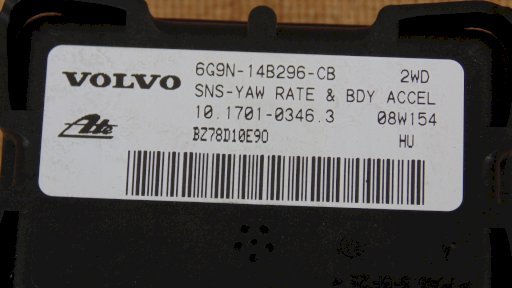 VOLVO
6G9N-14B296-CB 2WD
SNS-YAW RATE & BDY ACCEL
Ate
10.1701-0346.3 08W154
BZ78D10E90 HU